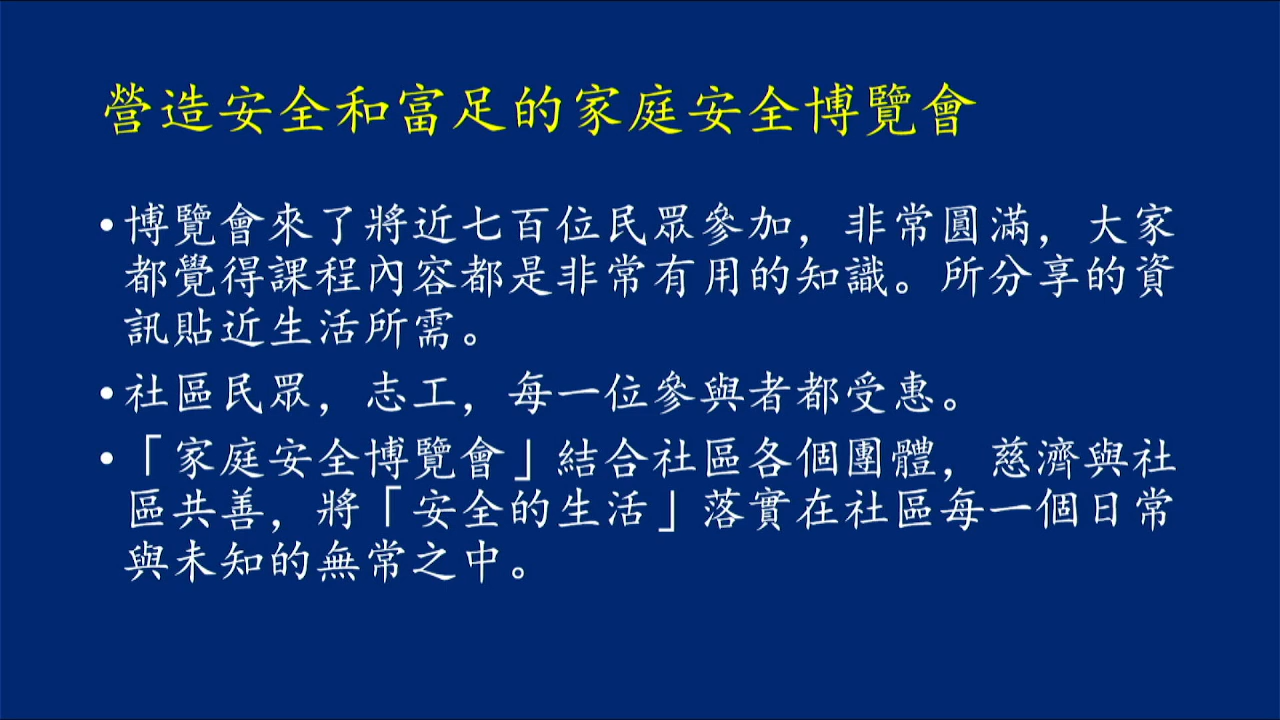 營造安全和富足的家庭安全博覽會
•博覽會來了將近七百位民眾參加，非常圓滿，大家
都覺得課程內容都是非常有用的知識。所分享的資
訊貼近生活所需。
•社區民眾，志工，每一位參與者都受惠。
•「家庭安全博覽會」結合社區各個團體，慈濟與社
區共善，將「安全的生活」落實在社區每一個日常
與未知的無常之中。